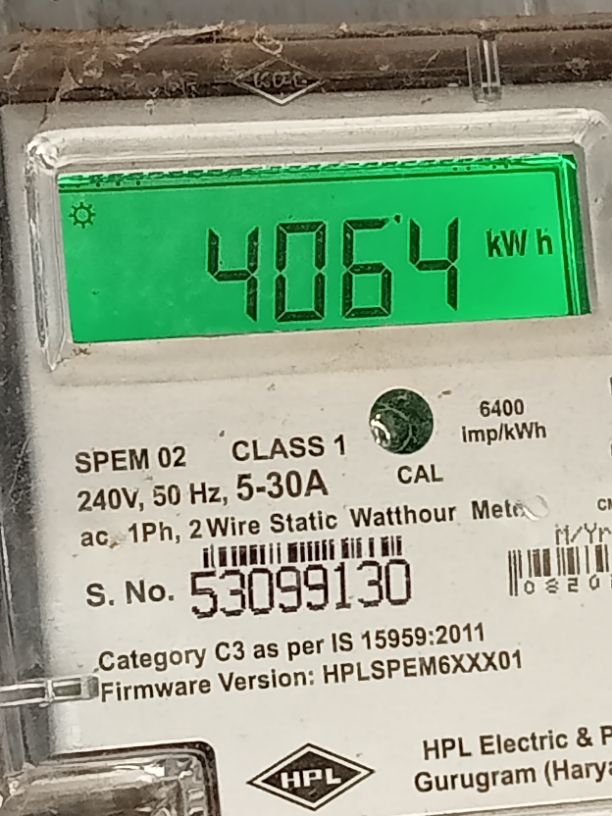 4064 kWh
6400
imp/kWh
SPEM 02 CLASS 1
CAL
240V, 50 Hz, 5-30A
ac, 1Ph, 2 Wire Static Watthour
M/Yr
S. No. 53099130
Category C3 as per IS 15959:2011
Firmware Version: HPLSPEM6XXX01
HPL
HPL Electric &
Gurugram